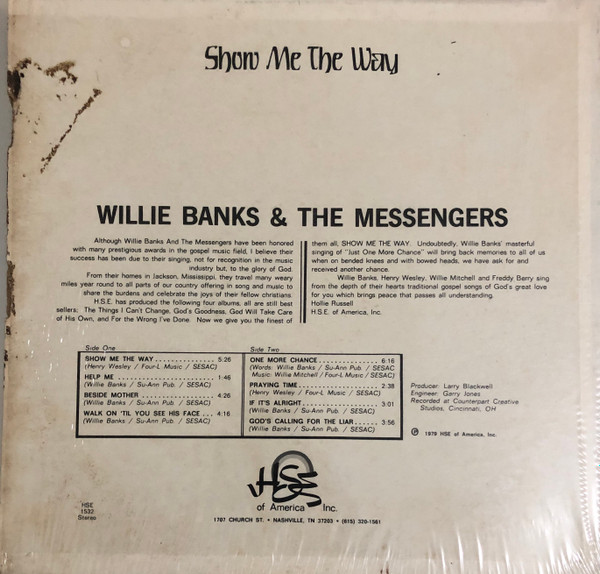 Show Me The Way
WILLIE BANKS & THE MESSENGERS
Although Willie Banks And The Messengers have been honored
with many prestigious awards in the gospel music field, I believe their
success has been due to their singing, not for recognition in the music
industry but, to the glory of God.
From their homes in Jackson, Mississippi, they travel many weary
miles year round to all parts of our country offering in song and music to
share the burdens and celebrate the joys of their fellow christians.
H.S.E. has produced the following four albums, all are still best
sellers: The Things I Can't Change, God's Goodness, God Will Take Care
of His Own, and For the Wrong I've Done. Now we give you the finest of
them all, SHOW ME THE WAY. Undoubtedly, Willie Banks' masterful
singing of "Just One More Chance" will bring back memories to all of us
when on bended knees and with bowed heads, we have ask for and
received another chance.
Willie Banks, Henry Wesley, Willie Mitchell and Freddy Berry sing
from the depth of their hearts traditional gospel songs of God's great love
for you which brings peace that passes all understanding.
Hollie Russell
H.S.E. of America, Inc.
Side One
SHOW ME THE WAY .............. 5:26
(Henry Wesley / Four-L Music / SESAC)
HELP ME ...................... 1:46
(Willie Banks / Su-Ann Pub. / SESAC)
BESIDE MOTHER ................ 4:26
(Willie Banks / Su-Ann Pub. / SESAC)
WALK ON 'TIL YOU SEE HIS FACE ... 4:16
(Willie Banks / Su-Ann Pub. / SESAC)
Side Two
ONE MORE CHANCE .............. 6:16
(Words: Willie Banks / Su-Ann Pub. / SESAC
Music: Willie Mitchell / Four-L Music / SESAC)
PRAYING TIME ................. 2:38
(Henry Wesley / Four-L Music / SESAC)
IF IT'S ALRIGHT .............. 3:01
(Willie Banks / Su-Ann Pub. / SESAC)
GOD'S CALLING FOR THE LIAR ..... 3:56
(Willie Banks / Su-Ann Pub. / SESAC)
Producer: Larry Blackwell
Engineer: Garry Jones
Recorded at Counterpart Creative
Studios, Cincinnati, OH
℗ 1979 HSE of America, Inc.
HSE
of America Inc.
HSE
1532
Stereo
1707 CHURCH ST. • NASHVILLE, TN 37203 • (615) 320-1561